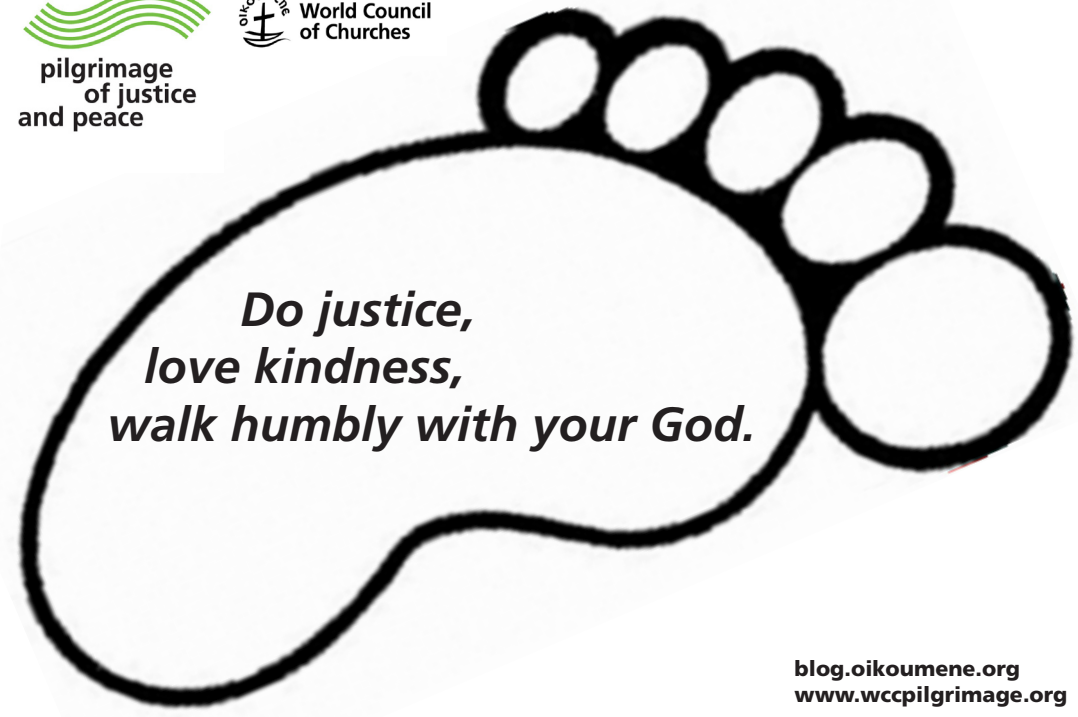 World Council
of Churches
pilgrimage
of justice
and peace
Do justice,
love kindness,
walk humbly with your God.
blog.oikoumene.org
www.wccpilgrimage.org